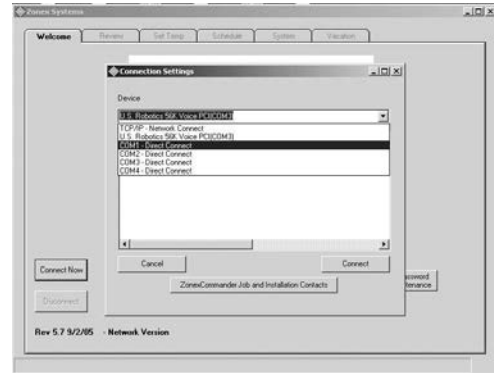 Zonex Systems
Welcome
Review
Set Temp
Schedule
System
Vacation
Connection Settings
Device
U.S. Robotics 56K Voice PCI(COM3)
TCP/IP - Network Connect
U.S. Robotics 56K Voice PCI(COM3)
COM1 - Direct Connect
COM2 - Direct Connect
COM3 - Direct Connect
COM4 - Direct Connect
Cancel
Connect
ZonexCommander Job and Installation Contacts
Connect Now
Disconnect
assword
tenance
Rev 5.7 9/2/05 - Network Version